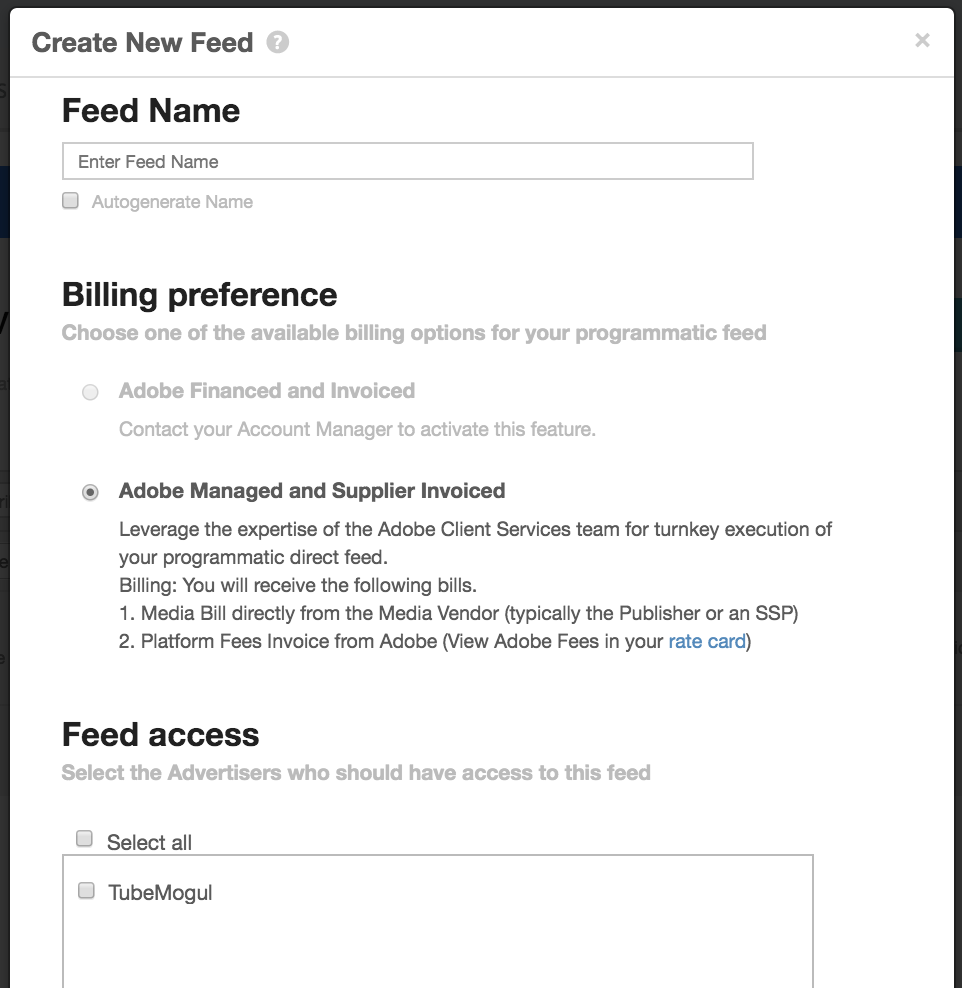 Create New Feed ?
×
Feed Name
Enter Feed Name
Autogenerate Name
Billing preference
Choose one of the available billing options for your programmatic feed
Adobe Financed and Invoiced
Contact your Account Manager to activate this feature.
Adobe Managed and Supplier Invoiced
Leverage the expertise of the Adobe Client Services team for turnkey execution of
your programmatic direct feed.
Billing: You will receive the following bills.
1. Media Bill directly from the Media Vendor (typically the Publisher or an SSP)
2. Platform Fees Invoice from Adobe (View Adobe Fees in your rate card)
Feed access
Select the Advertisers who should have access to this feed
Select all
TubeMogul